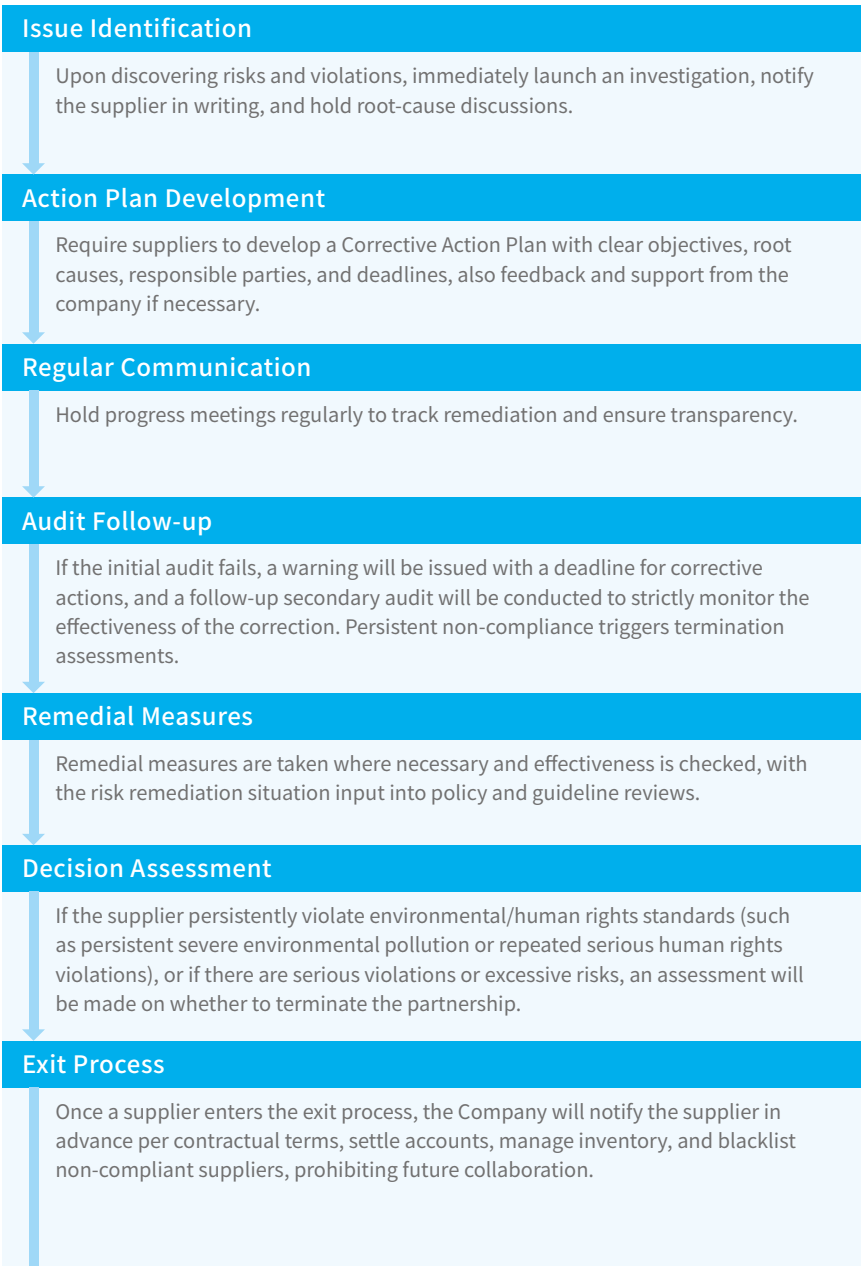 Issue Identification
Upon discovering risks and violations, immediately launch an investigation, notify
the supplier in writing, and hold root-cause discussions.
Action Plan Development
Require suppliers to develop a Corrective Action Plan with clear objectives, root
causes, responsible parties, and deadlines, also feedback and support from the
company if necessary.
Regular Communication
Hold progress meetings regularly to track remediation and ensure transparency.
Audit Follow-up
If the initial audit fails, a warning will be issued with a deadline for corrective
actions, and a follow-up secondary audit will be conducted to strictly monitor the
effectiveness of the correction. Persistent non-compliance triggers termination
assessments.
Remedial Measures
Remedial measures are taken where necessary and effectiveness is checked, with
the risk remediation situation input into policy and guideline reviews.
Decision Assessment
If the supplier persistently violate environmental/human rights standards (such
as persistent severe environmental pollution or repeated serious human rights
violations), or if there are serious violations or excessive risks, an assessment will
be made on whether to terminate the partnership.
Exit Process
Once a supplier enters the exit process, the Company will notify the supplier in
advance per contractual terms, settle accounts, manage inventory, and blacklist
non-compliant suppliers, prohibiting future collaboration.